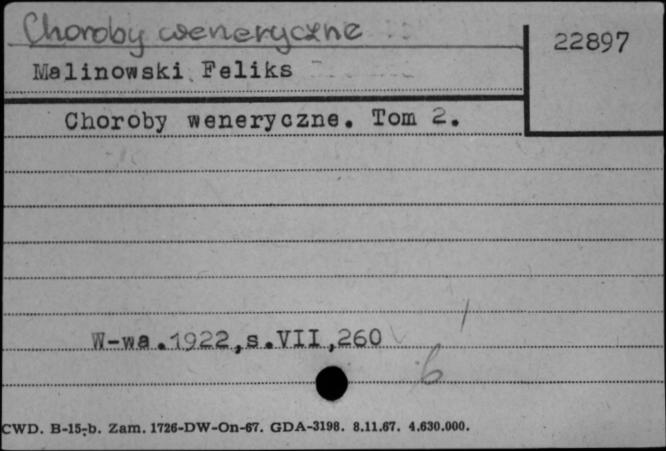 Choroby weneryczne
22897
Malinowski Feliks
Choroby weneryczne. Tom 2.
W-wa.1922,s.VII,260
6
CWD. B-15-b. Zam. 1726-DW-On-67. GDA-3198. 8.11.67. 4.630.000.